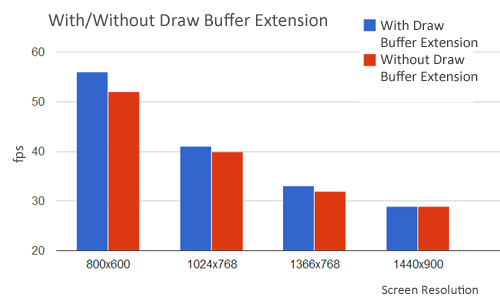 With/Without Draw Buffer Extension
With Draw
Buffer Extension
Without Draw
Buffer Extension
60
50
40
30
20
fps
800x600
1024x768
1366x768
1440x900
Screen Resolution